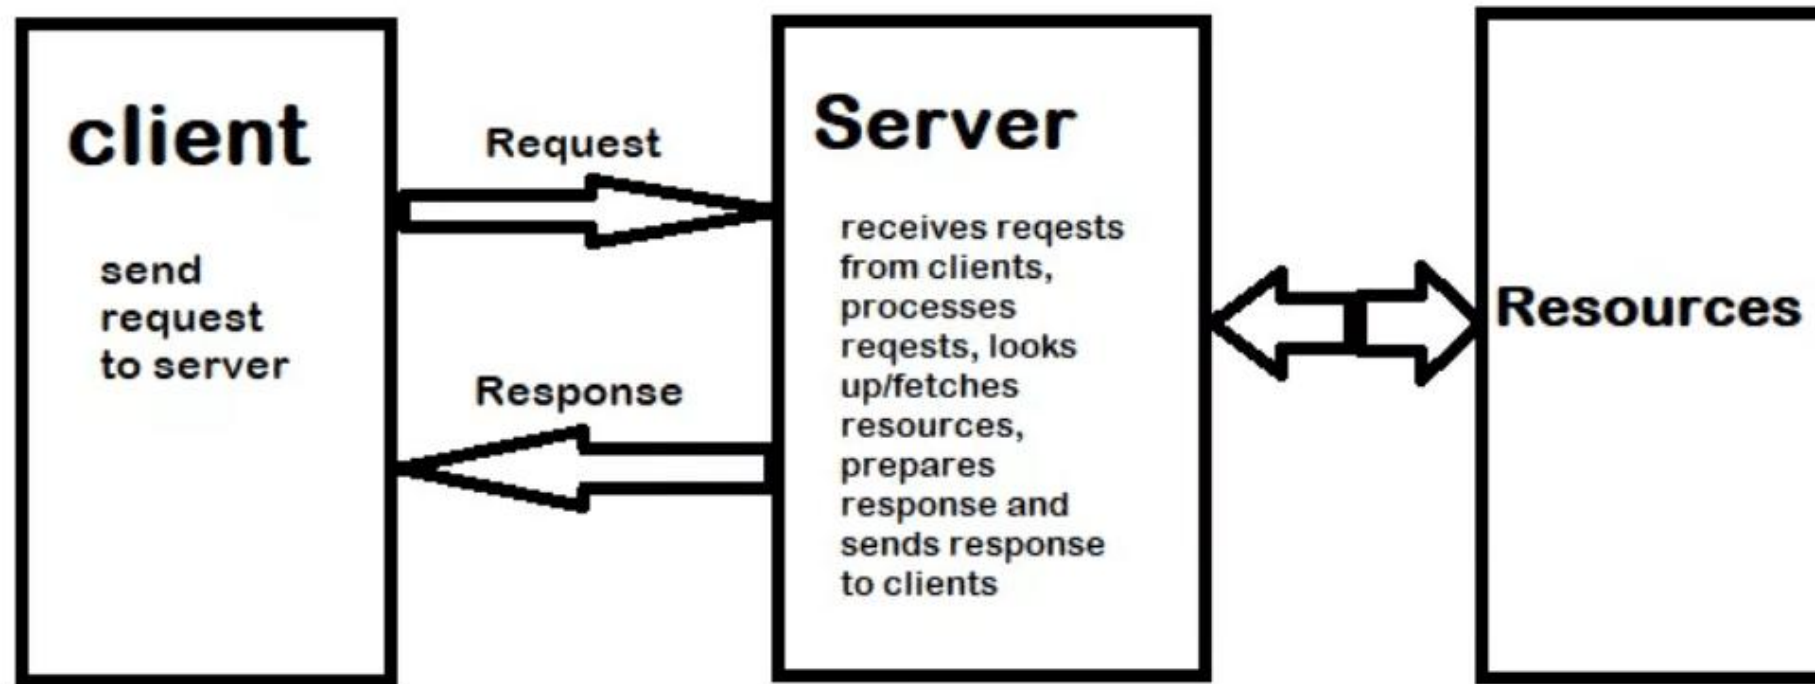 client
send
request
to server
Request
Response
Server
receives reqests
from clients,
processes
reqests, looks
up/fetches
resources,
prepares
response and
sends response
to clients
Resources